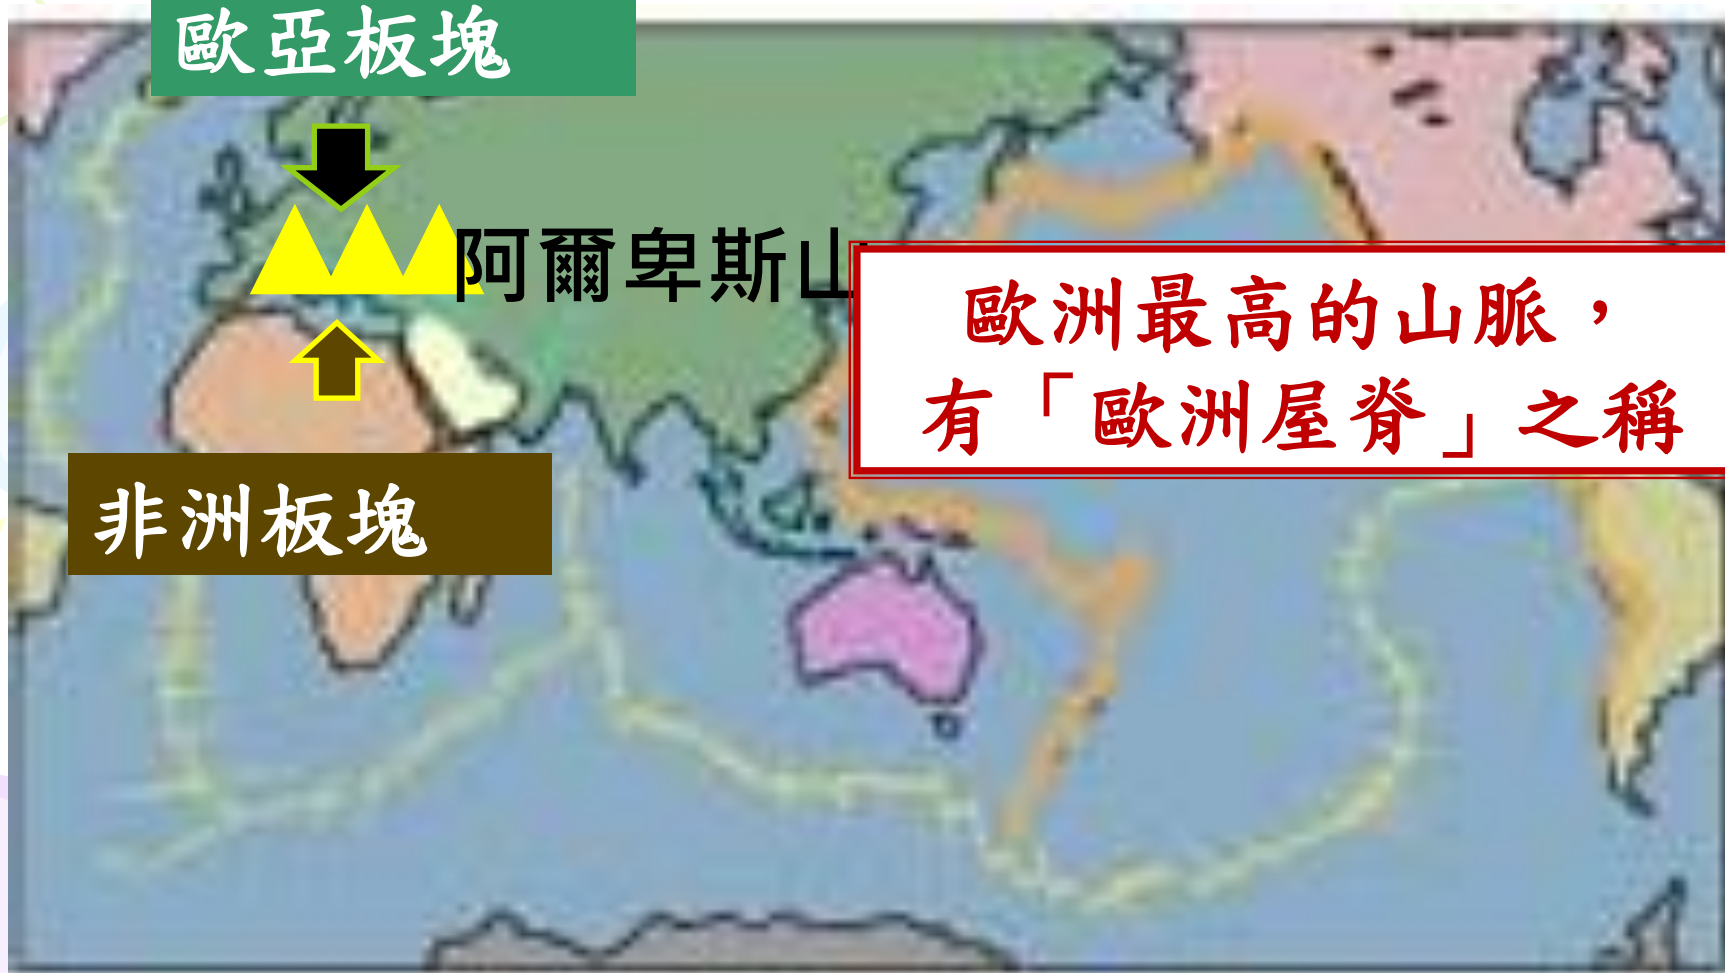 歐亞板塊
阿爾卑斯山
歐洲最高的山脈，
有「歐洲屋脊」之稱
非洲板塊